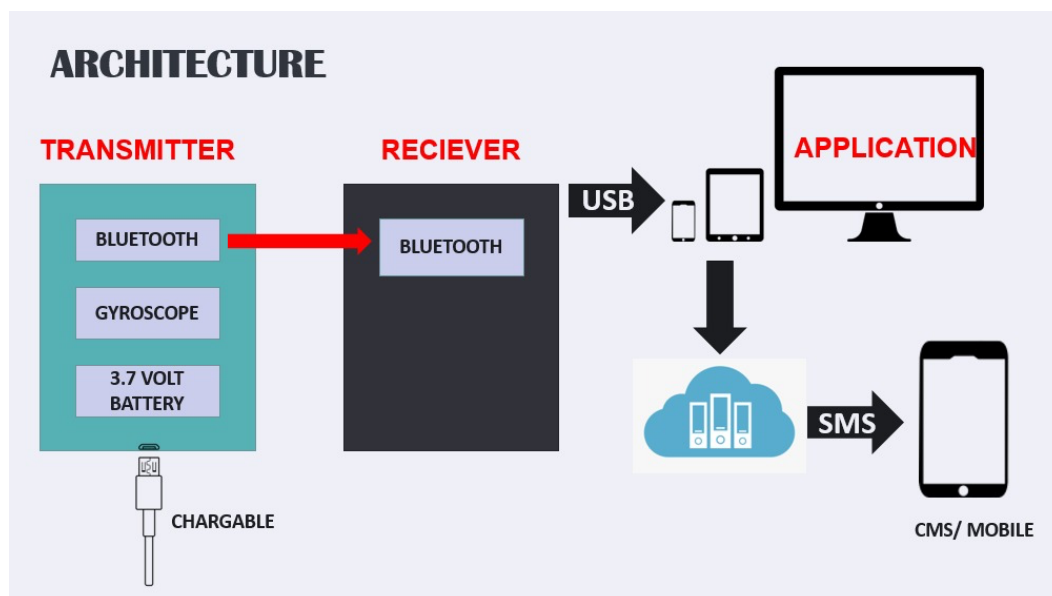 ARCHITECTURE
TRANSMITTER
RECIEVER
APPLICATION
USB
BLUETOOTH
BLUETOOTH
GYROSCOPE
3.7 VOLT
BATTERY
SMS
CHARGABLE
CMS/ MOBILE